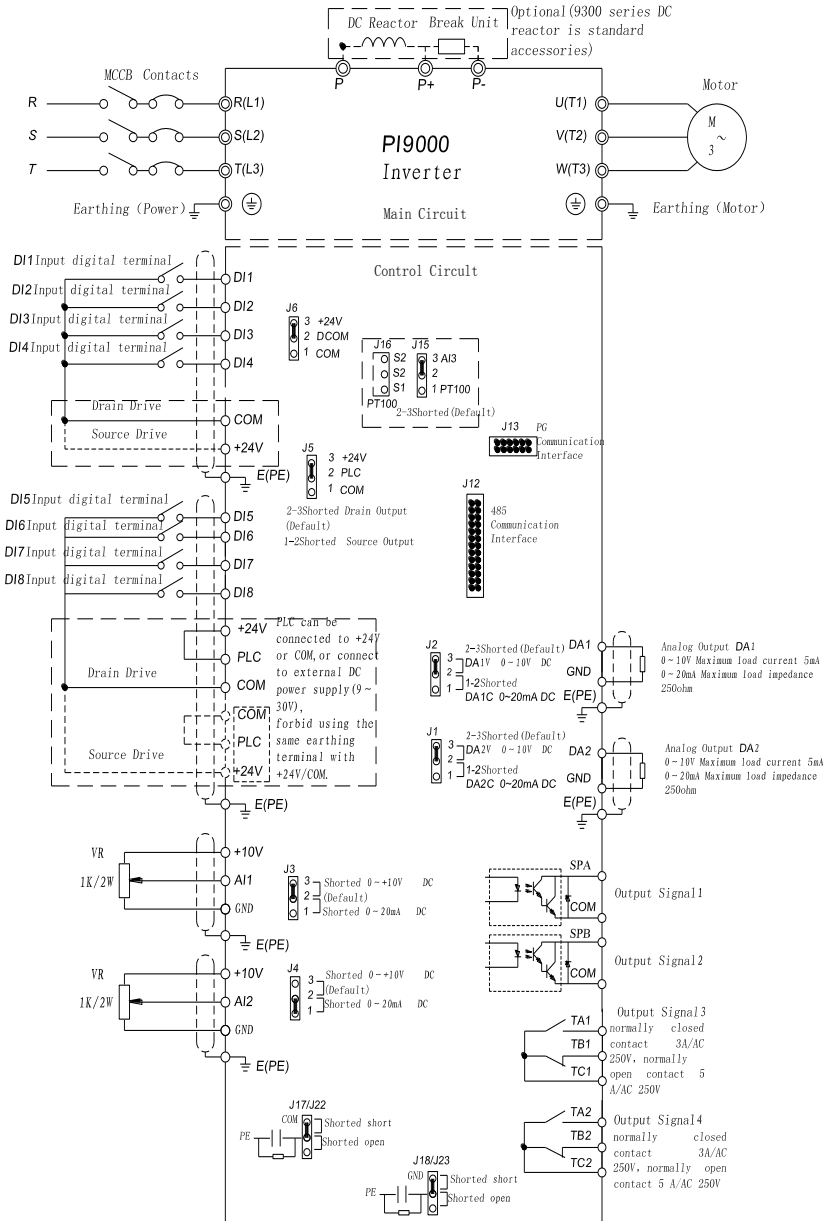 Optional(9300 series DC
reactor is standard
accessories)
DC Reactor Break Unit
P P+ P-
MCCB Contacts
Motor
R R(L1) U(T1)
S S(L2) V(T2)
T T(L3) W(T3)
M
~
3
PI9000
Inverter
Earthing (Power)
Main Circuit
Earthing (Motor)
Control Circult
DI1 Input digital terminal DI1
DI2 Input digital terminal DI2
DI3 Input digital terminal DI3
DI4 Input digital terminal DI4
J6
3 +24V
2 DCOM
1 COM
J16 J15
S2 3 AI3
S2 2
S1 1 PT100
PT100
2-3Shorted(Default)
Drain Drive COM
Source Drive +24V
E(PE)
J13 PG
Communication
Interface
J5
3 +24V
2 PLC
1 COM
2-3Shorted Drain Output
(Default)
1-2Shorted Source Output
J12
485
Communication
Interface
DI5 Input digital terminal DI5
DI6 Input digital terminal DI6
DI7 Input digital terminal DI7
DI8 Input digital terminal DI8
+24V
PLC
Drain Drive COM
COM
PLC
Source Drive +24V
E(PE)
PLC can be
connected to +24V
or COM,or connect
to external DC
power supply(9~
30V),
forbid using the
same earthing
terminal with
+24V/COM.
J2
3
2
1
2-3Shorted(Default)
DA1V 0~10V DC
1-2Shorted
DA1C 0~20mA DC
DA1
GND
E(PE)
Analog Output DA1
0~10V Maximum load current 5mA
0~20mA Maximum load impedance
250ohm
J1
3
2
1
2-3Shorted(Default)
DA2V 0~10V DC
1-2Shorted
DA2C 0~20mA DC
DA2
GND
E(PE)
Analog Output DA2
0~10V Maximum load current 5mA
0~20mA Maximum load impedance
250ohm
VR
1K/2W
+10V
AI1
GND
E(PE)
J3
3 Shorted 0~+10V DC
2 (Default)
1 Shorted 0~20mA DC
SPA
COM
Output Signal1
SPB
COM
Output Signal2
VR
1K/2W
+10V
AI2
GND
E(PE)
J4
3 Shorted 0~+10V DC
2 (Default)
1 Shorted 0~20mA DC
TA1
TB1
TC1
Output Signal3
normally closed
contact 3A/AC
250V, normally
open contact 5
A/AC 250V
TA2
TB2
TC2
Output Signal4
normally closed
contact 3A/AC
250V, normally open
contact 5 A/AC 250V
J17/J22
COM Shorted short
PE Shorted open
J18/J23
GND Shorted short
PE Shorted open